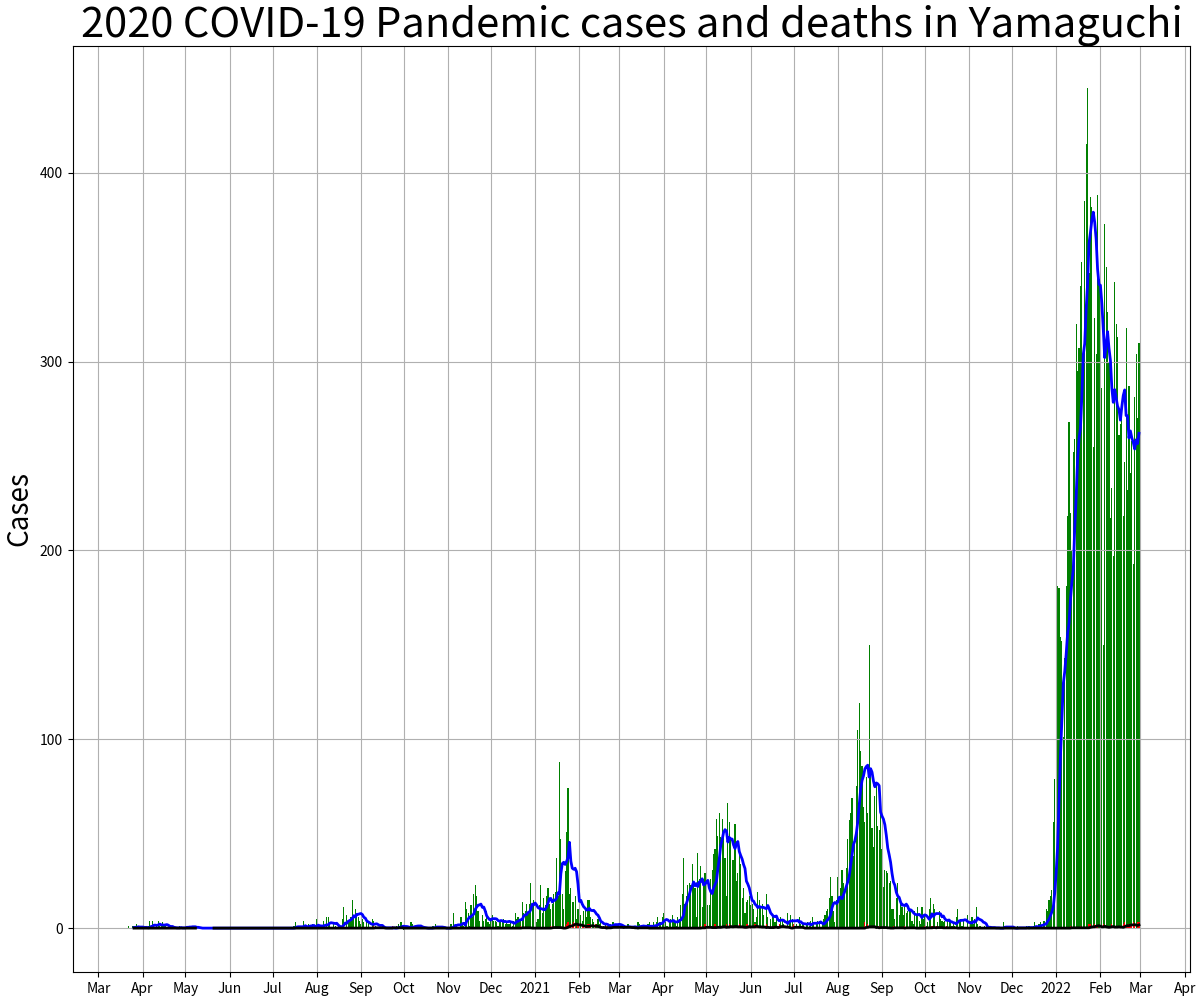 2020 COVID-19 Pandemic cases and deaths in Yamaguchi
Cases
400
300
200
100
0
Mar Apr May Jun Jul Aug Sep Oct Nov Dec 2021 Feb Mar Apr May Jun Jul Aug Sep Oct Nov Dec 2022 Feb Mar Apr